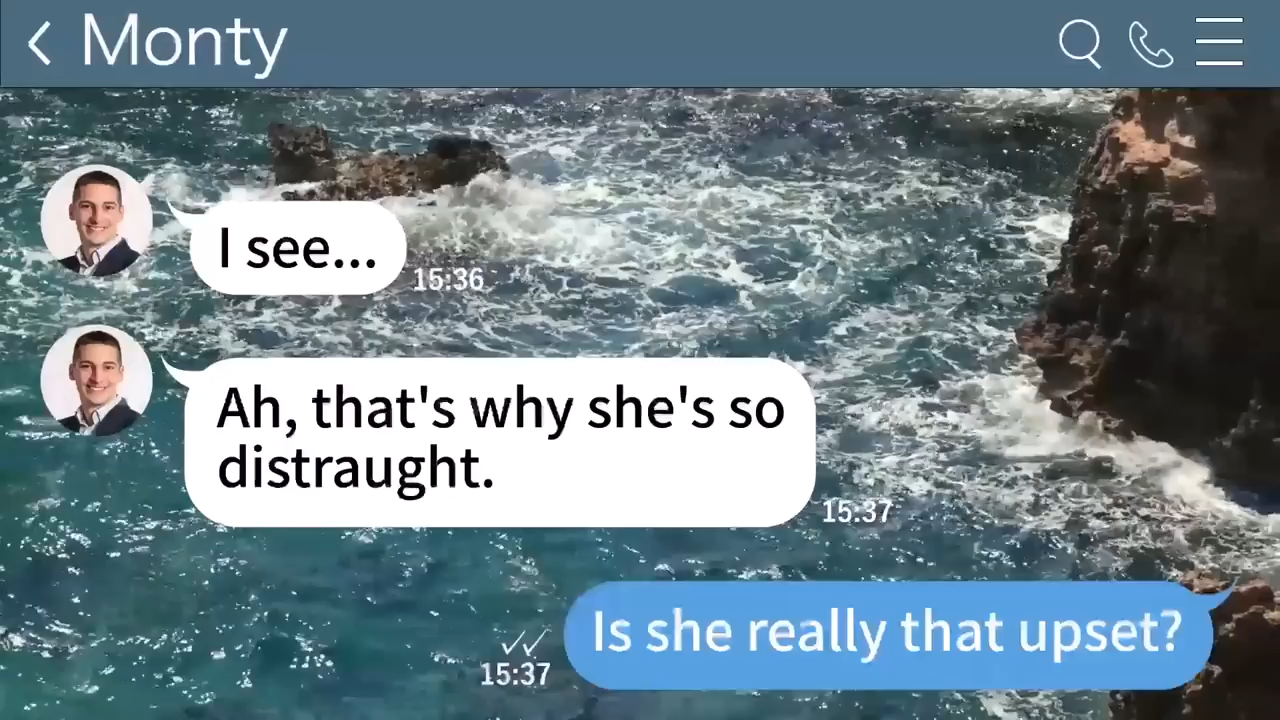 Monty
I see...
15:36
Ah, that's why she's so
distraught.
15:37
Is she really that upset?
15:37